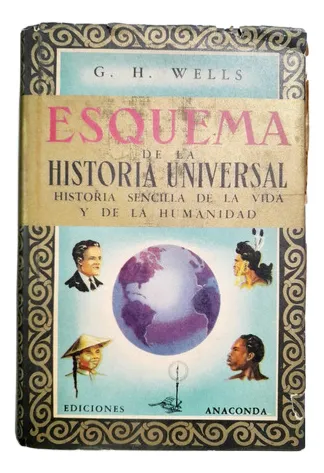 G. H. WELLS
ESQUEMA
DE LA
HISTORIA UNIVERSAL
HISTORIA SENCILLA DE LA VIDA
Y DE LA HUMANIDAD
EDICIONES ANACONDA